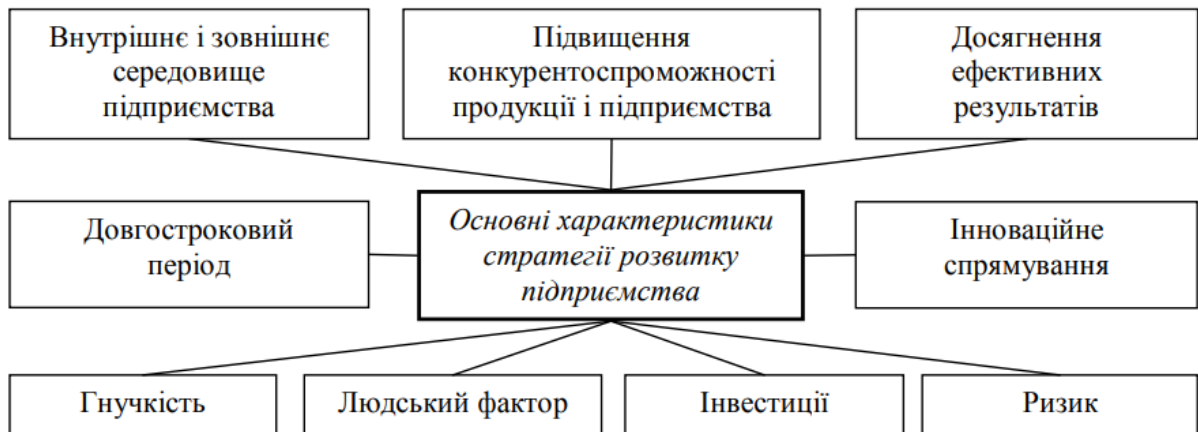 Внутрішнє і зовнішнє
середовище
підприємства
Підвищення
конкурентоспроможності
продукції і підприємства
Досягнення
ефективних
результатів
Довгостроковий
період
Основні характеристики
стратегії розвитку
підприємства
Інноваційне
спрямування
Гнучкість
Людський фактор
Інвестиції
Ризик